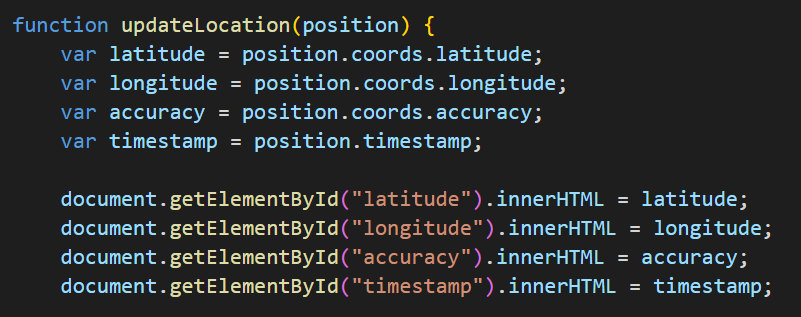 function updateLocation(position) {
    var latitude = position.coords.latitude;
    var longitude = position.coords.longitude;
    var accuracy = position.coords.accuracy;
    var timestamp = position.timestamp;

    document.getElementById("latitude").innerHTML = latitude;
    document.getElementById("longitude").innerHTML = longitude;
    document.getElementById("accuracy").innerHTML = accuracy;
    document.getElementById("timestamp").innerHTML = timestamp;